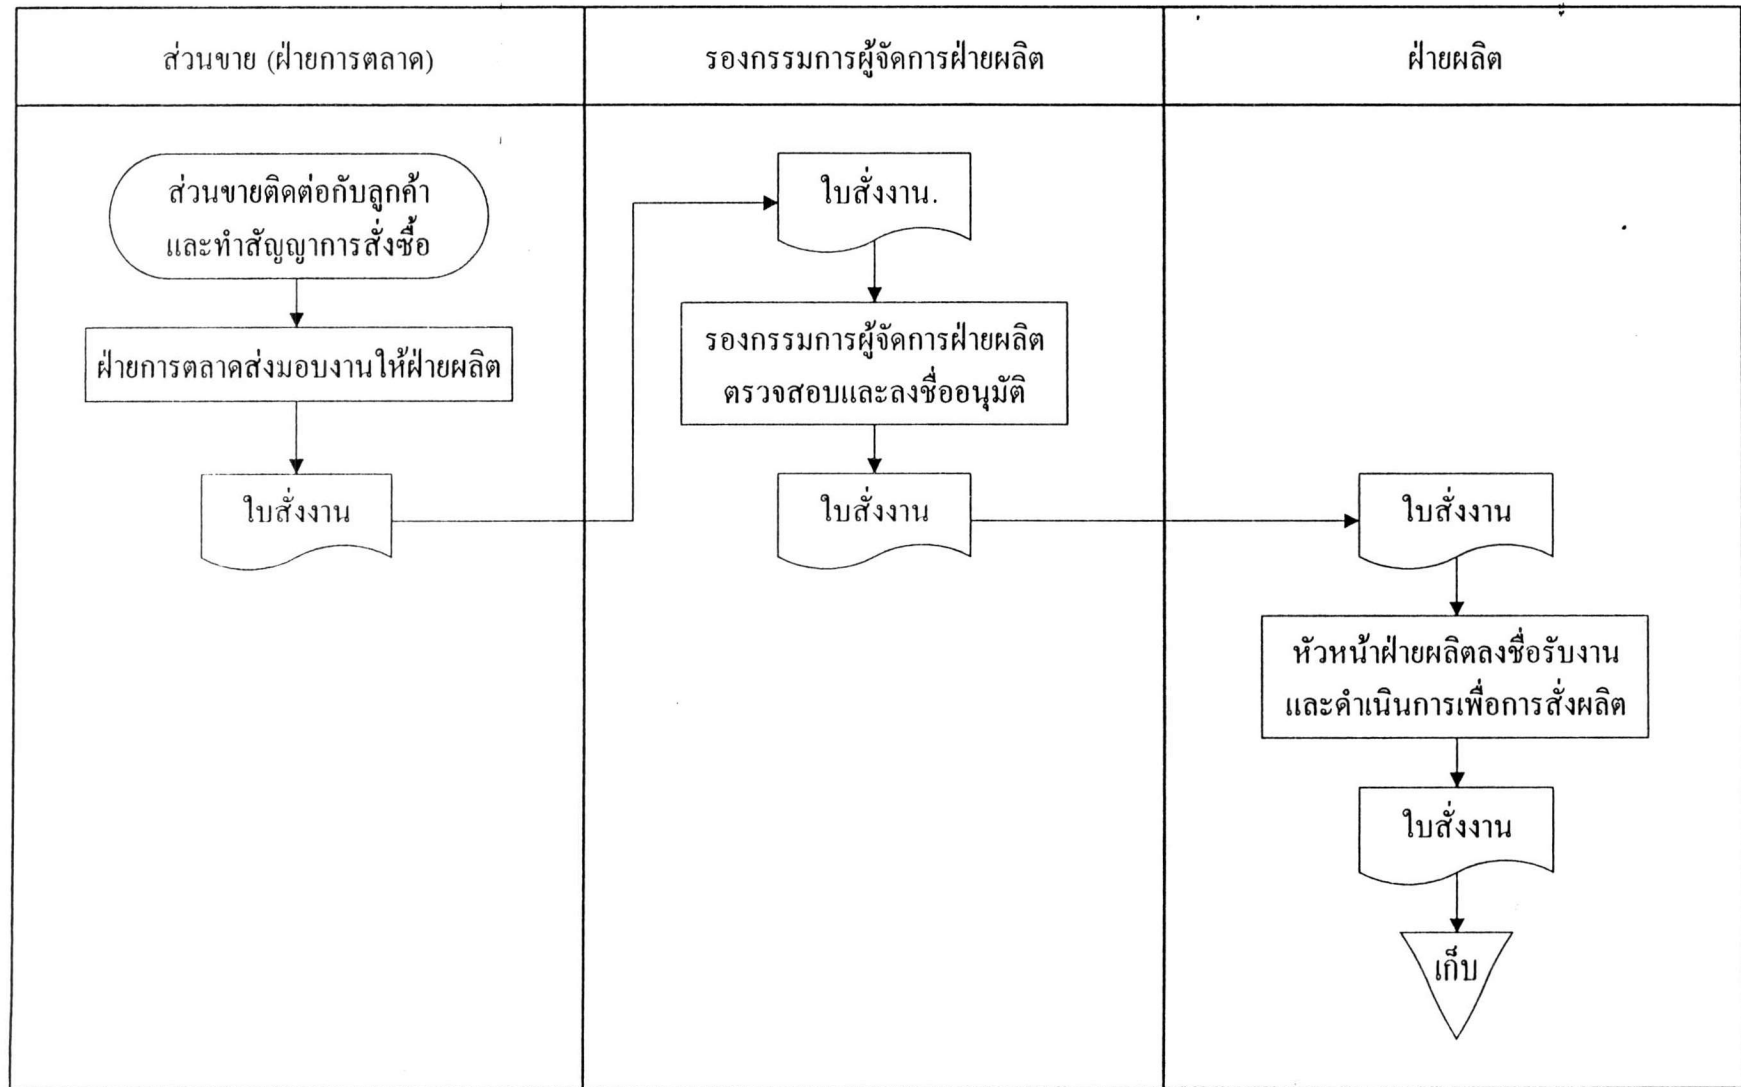 ส่วนขาย (ฝ่ายการตลาด)
รองกรรมการผู้จัดการฝ่ายผลิต
ฝ่ายผลิต
ส่วนขายติดต่อกับลูกค้า
และทำสัญญาการสั่งซื้อ
ฝ่ายการตลาดส่งมอบงานให้ฝ่ายผลิต
ใบสั่งงาน
ใบสั่งงาน.
รองกรรมการผู้จัดการฝ่ายผลิต
ตรวจสอบและลงชื่ออนุมัติ
ใบสั่งงาน
ใบสั่งงาน
หัวหน้าฝ่ายผลิตลงชื่อรับงาน
และดำเนินการเพื่อการสั่งผลิต
ใบสั่งงาน
เก็บ